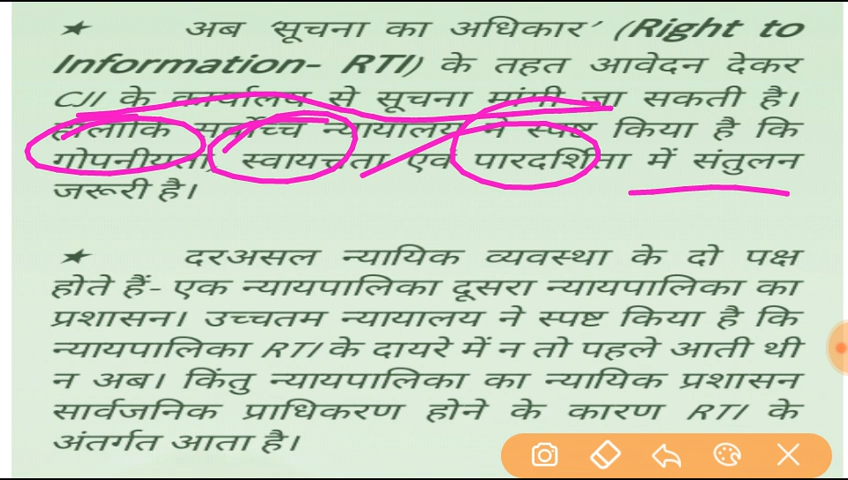 ★ अब 'सूचना का अधिकार' (Right to
Information- RTI) के तहत आवेदन देकर
CJI के कार्यालय से सूचना मांगी जा सकती है।
हालांकि सर्वोच्च न्यायालय ने स्पष्ट किया है कि
गोपनीयता, स्वायत्तता एवं पारदर्शिता में संतुलन
जरूरी है।
★ दरअसल न्यायिक व्यवस्था के दो पक्ष
होते हैं- एक न्यायपालिका दूसरा न्यायपालिका का
प्रशासन। उच्चतम न्यायालय ने स्पष्ट किया है कि
न्यायपालिका RTI के दायरे में न तो पहले आती थी
न अब। किंतु न्यायपालिका का न्यायिक प्रशासन
सार्वजनिक प्राधिकरण होने के कारण RTI के
अंतर्गत आता है।